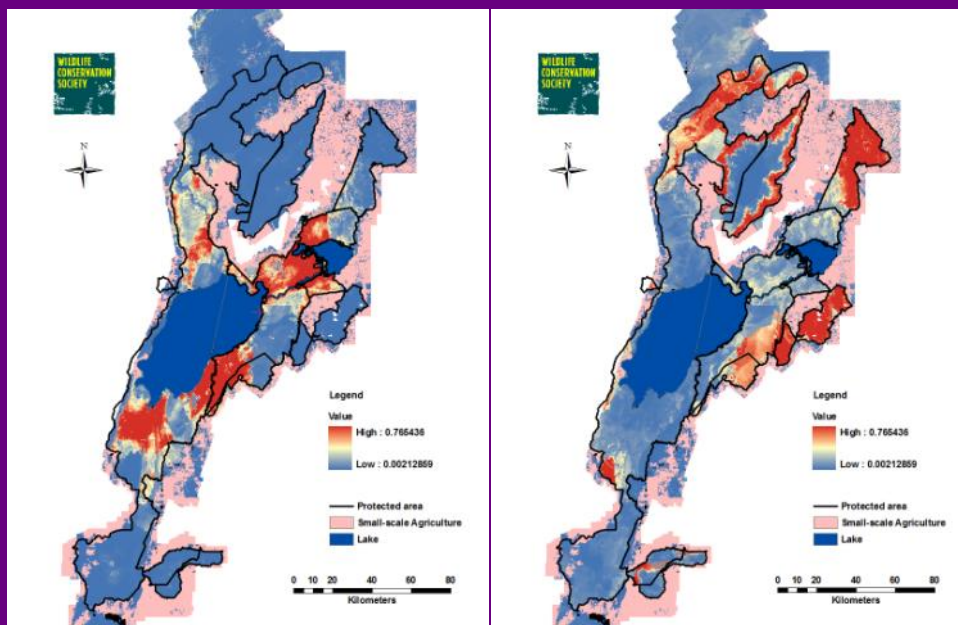 WILDLIFE
CONSERVATION
SOCIETY
N
Legend
Value
High : 0.765436
Low : 0.00212859
Protected area
Small-scale Agriculture
Lake
0 10 20 40 60 80
Kilometers
WILDLIFE
CONSERVATION
SOCIETY
N
Legend
Value
High : 0.765436
Low : 0.00212859
Protected area
Small-scale Agriculture
Lake
0 10 20 40 60 80
Kilometers